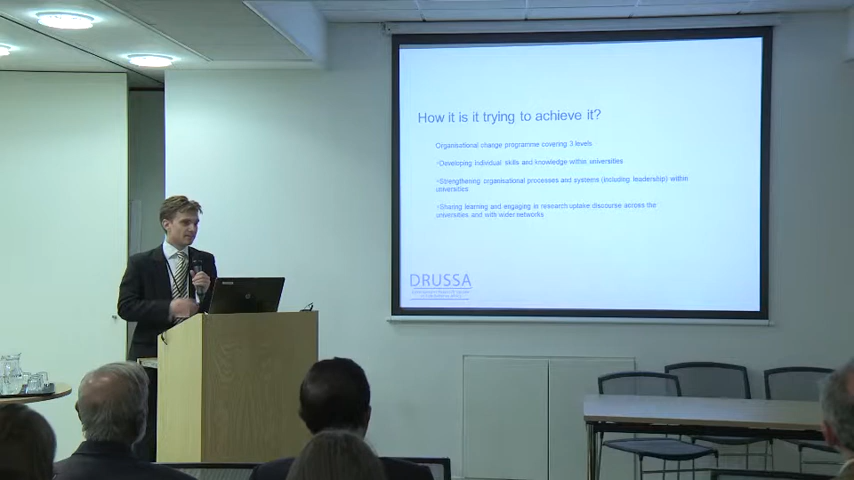 How it is it trying to achieve it?
Organisational change programme covering 3 levels
•Developing individual skills and knowledge within universities
•Strengthening organisational processes and systems (including leadership) within
universities
•Sharing learning and engaging in research uptake discourse across the
universities and with wider networks
DRUSSA